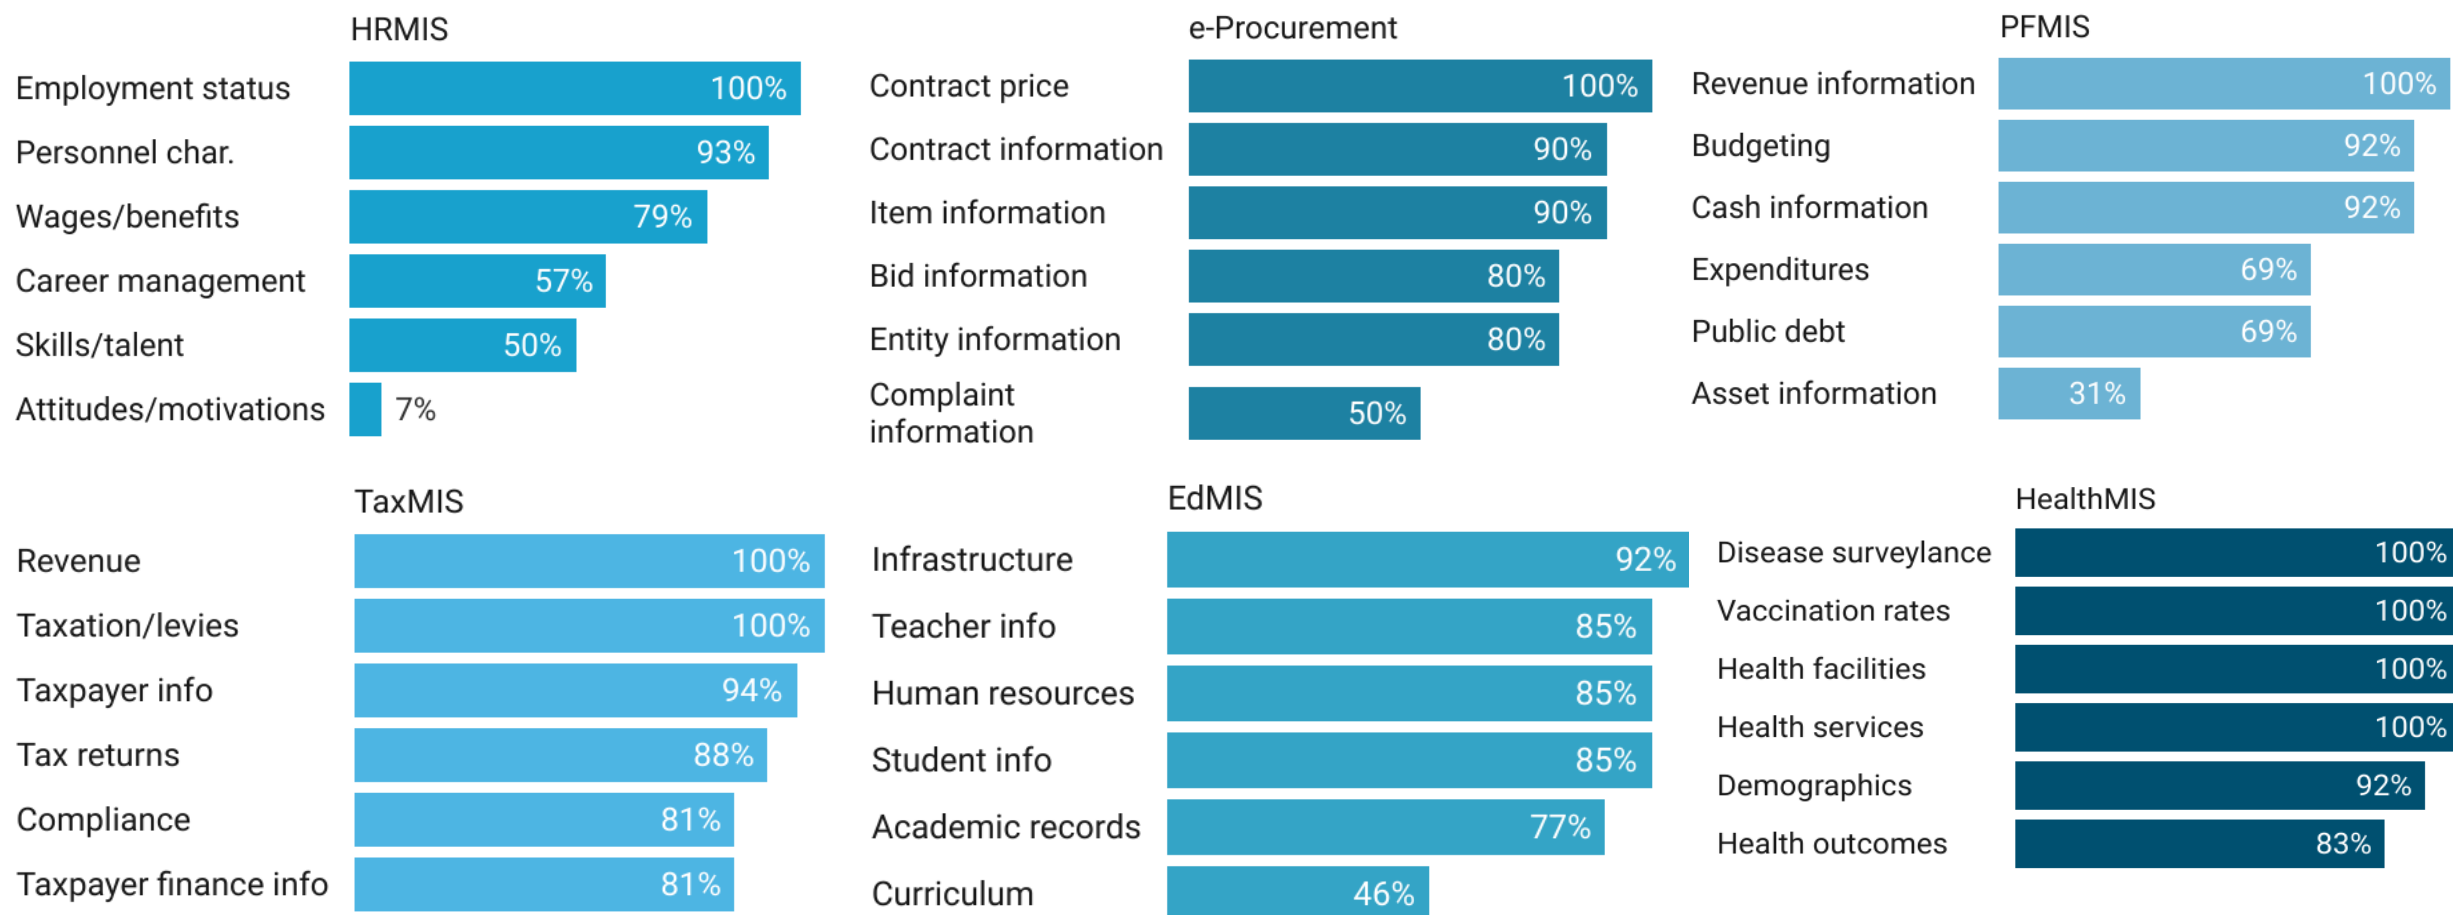 HRMIS
Employment status 100%
Personnel char. 93%
Wages/benefits 79%
Career management 57%
Skills/talent 50%
Attitudes/motivations 7%
e-Procurement
Contract price 100%
Contract information 90%
Item information 90%
Bid information 80%
Entity information 80%
Complaint
information 50%
PFMIS
Revenue information 100%
Budgeting 92%
Cash information 92%
Expenditures 69%
Public debt 69%
Asset information 31%
TaxMIS
Revenue 100%
Taxation/levies 100%
Taxpayer info 94%
Tax returns 88%
Compliance 81%
Taxpayer finance info 81%
EdMIS
Infrastructure 92%
Teacher info 85%
Human resources 85%
Student info 85%
Academic records 77%
Curriculum 46%
HealthMIS
Disease surveylance 100%
Vaccination rates 100%
Health facilities 100%
Health services 100%
Demographics 92%
Health outcomes 83%